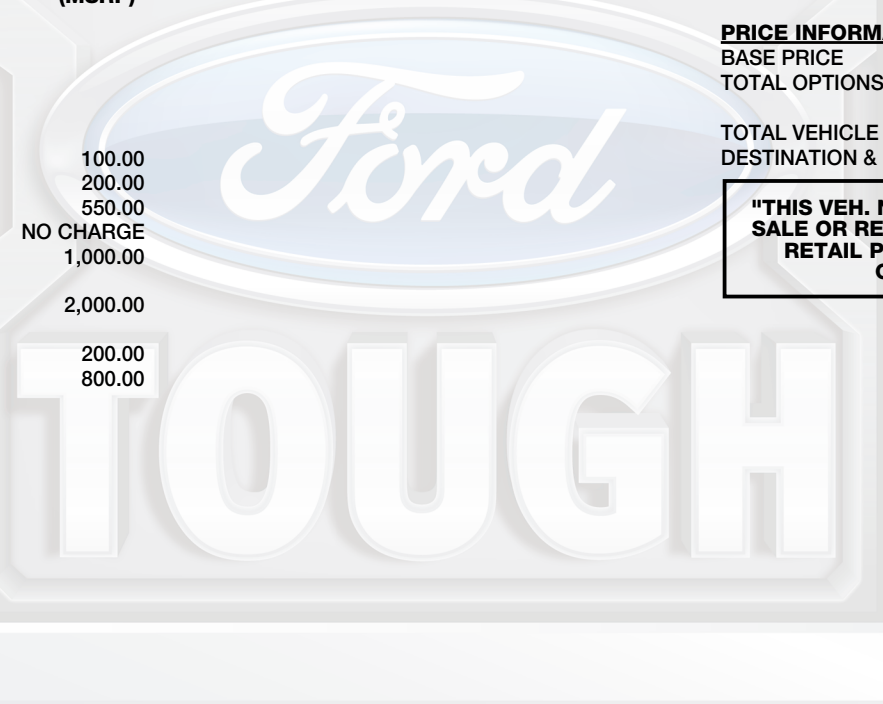 (MSRP)
100.00
200.00
550.00
NO CHARGE
1,000.00
2,000.00
200.00
800.00
PRICE INFORMA
BASE PRICE
TOTAL OPTIONS
TOTAL VEHICLE
DESTINATION &
"THIS VEH.
SALE OR RE
RETAIL P
Ford
TOUGH